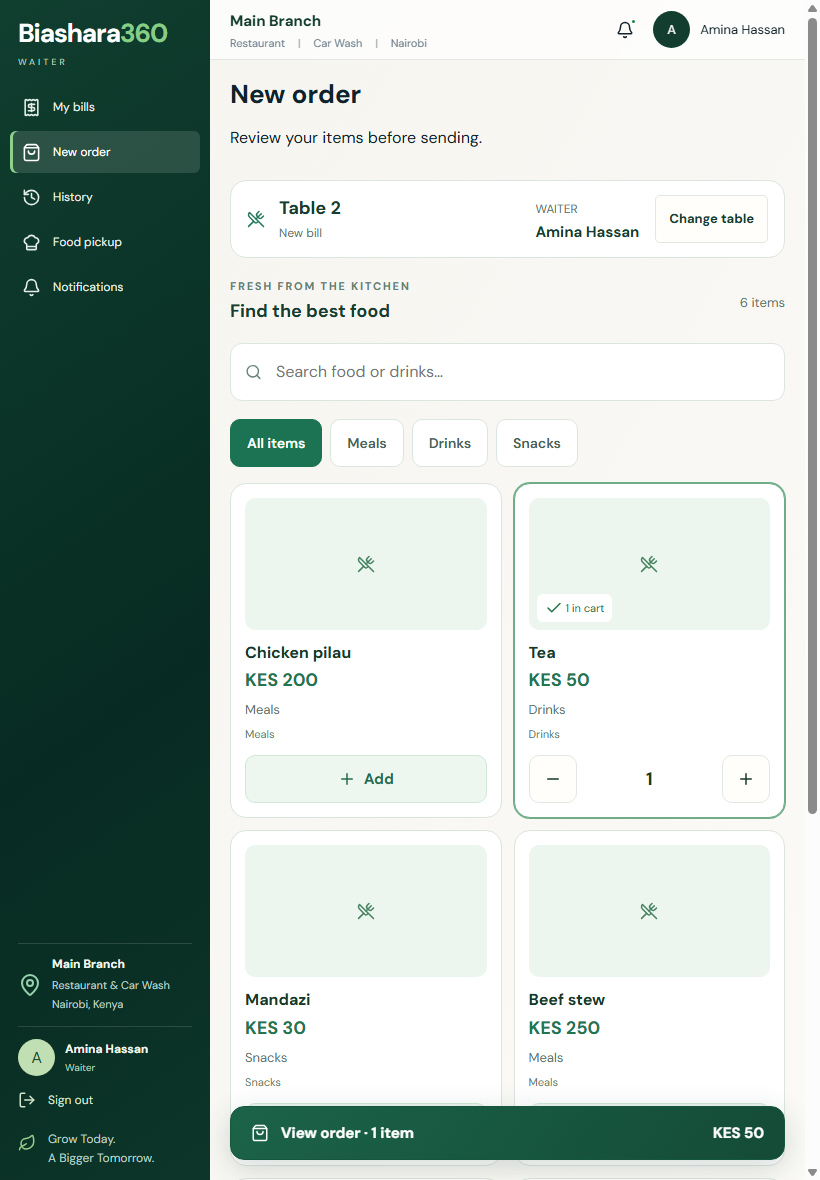 Biashara360
WAITER
My bills
New order
History
Food pickup
Notifications
Main Branch
Restaurant & Car Wash
Nairobi, Kenya
A
Amina Hassan
Waiter
Sign out
Grow Today.
A Bigger Tomorrow.
Main Branch
Restaurant | Car Wash | Nairobi
A
Amina Hassan
New order
Review your items before sending.
Table 2
New bill
WAITER
Amina Hassan
Change table
FRESH FROM THE KITCHEN
Find the best food
6 items
Search food or drinks...
All items
Meals
Drinks
Snacks
Chicken pilau
KES 200
Meals
Meals
+ Add
1 in cart
Tea
KES 50
Drinks
Drinks
− 1 +
Mandazi
KES 30
Snacks
Snacks
Beef stew
KES 250
Meals
Meals
View order · 1 item
KES 50